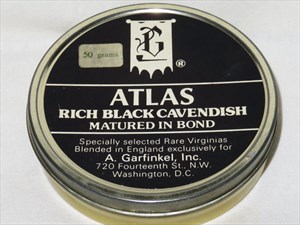 G
50 grams
®
ATLAS
RICH BLACK CAVENDISH
MATURED IN BOND
Specially selected Rare Virginias
Blended in England exclusively for
A. Garfinkel, Inc.
720 Fourteenth St., N.W.
Washington, D.C.